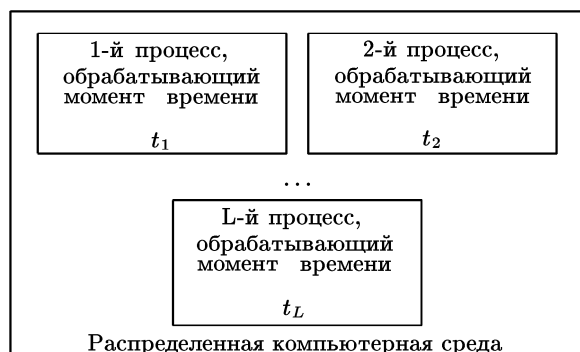 1-й процесс,
обрабатывающий
момент времени
t₁
2-й процесс,
обрабатывающий
момент времени
t₂
...
L-й процесс,
обрабатывающий
момент времени
t_L
Распределенная компьютерная среда